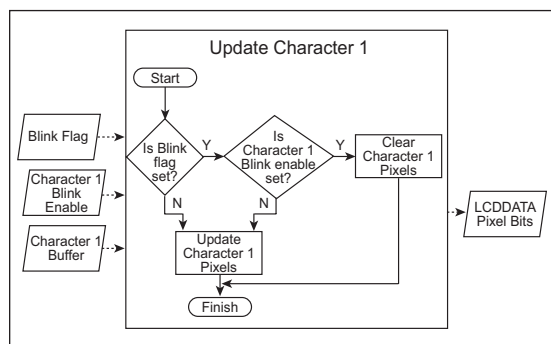 Update Character 1
Start
Blink Flag
Is Blink
flag
set?
Y
Is
Character 1
Blink enable
set?
Y
Clear
Character 1
Pixels
Character 1
Blink
Enable
N
N
LCDDATA
Pixel Bits
Character 1
Buffer
Update
Character 1
Pixels
Finish